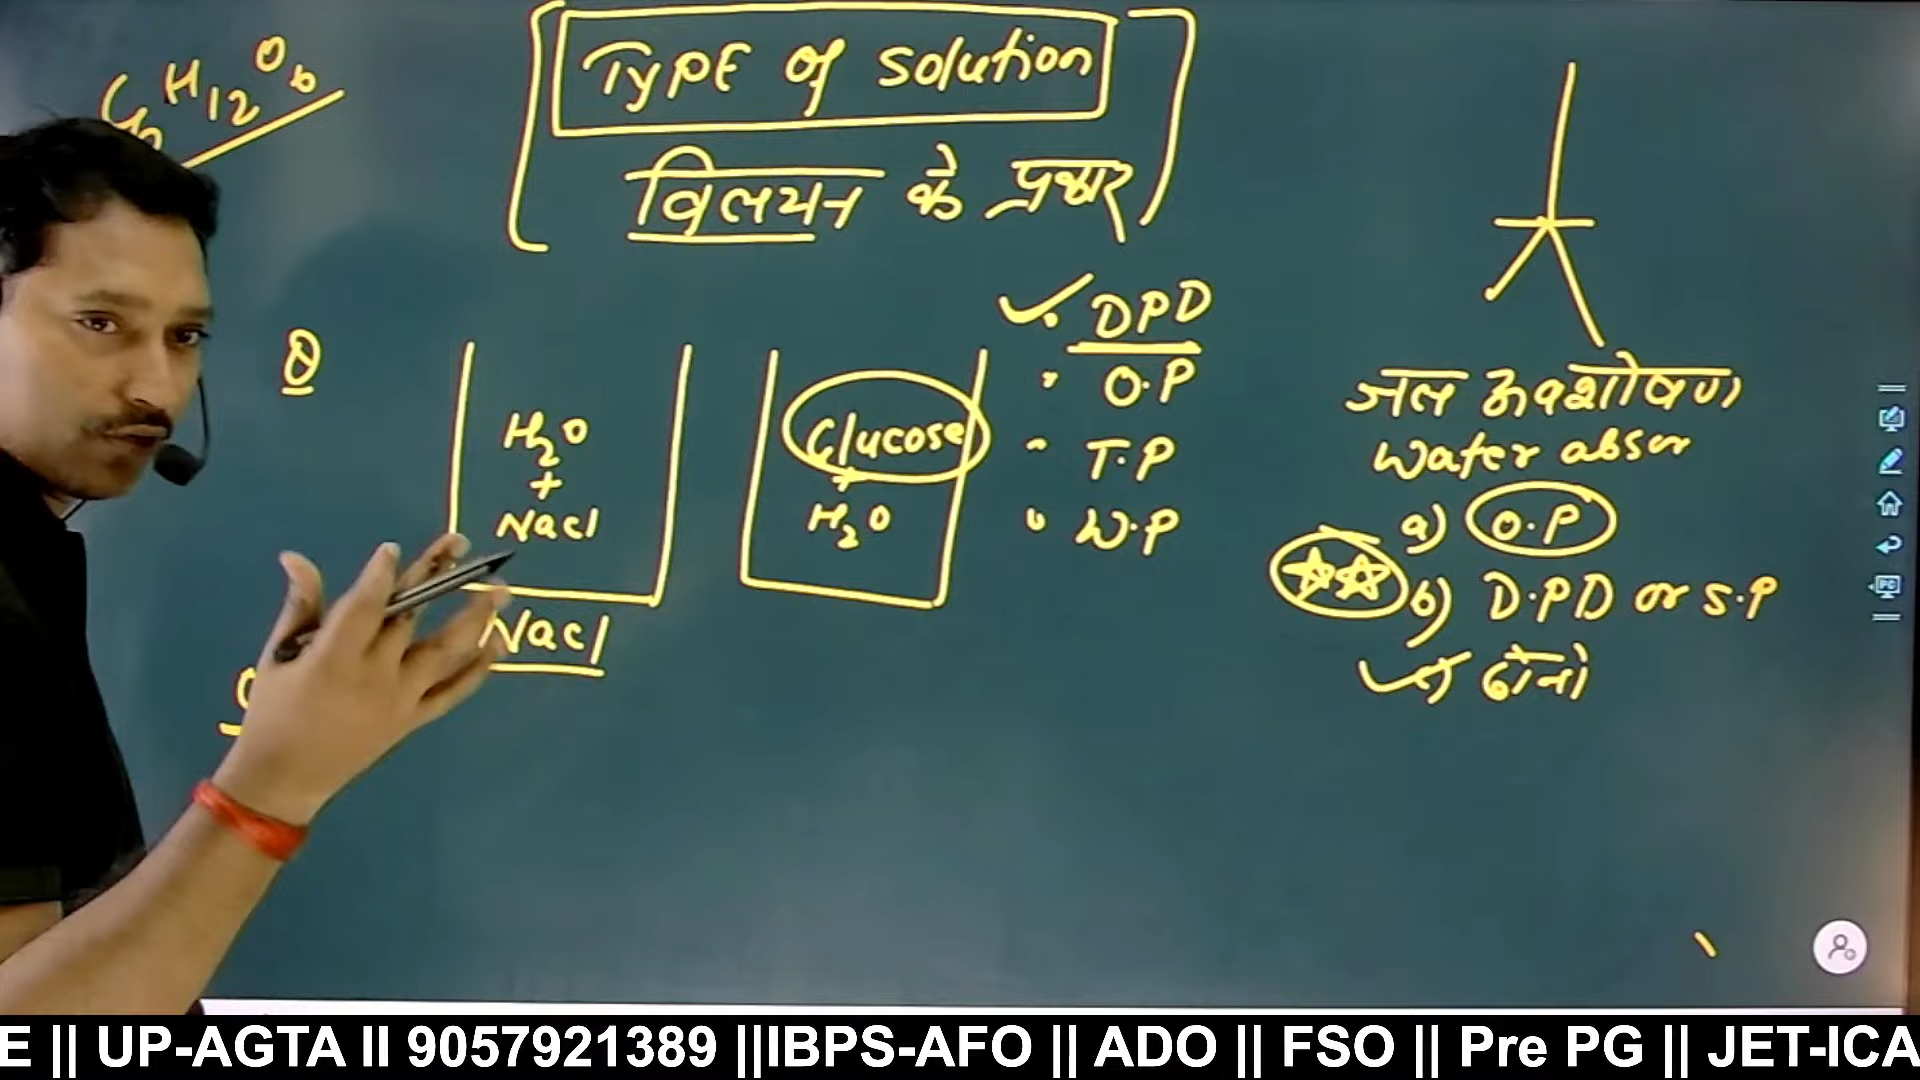 C6H12O6
TYPE of solution
विलयन के प्रकार
Q
H2O
+
Nacl
Nacl
Glucose
+
H2O
DPD
O.P
T.P
W.P
जल अवशोषण
Water absor
a) O.P
b) D.PD or S.P
c) दोनो
E || UP-AGTA II 9057921389 ||IBPS-AFO || ADO || FSO || Pre PG || JET-ICA